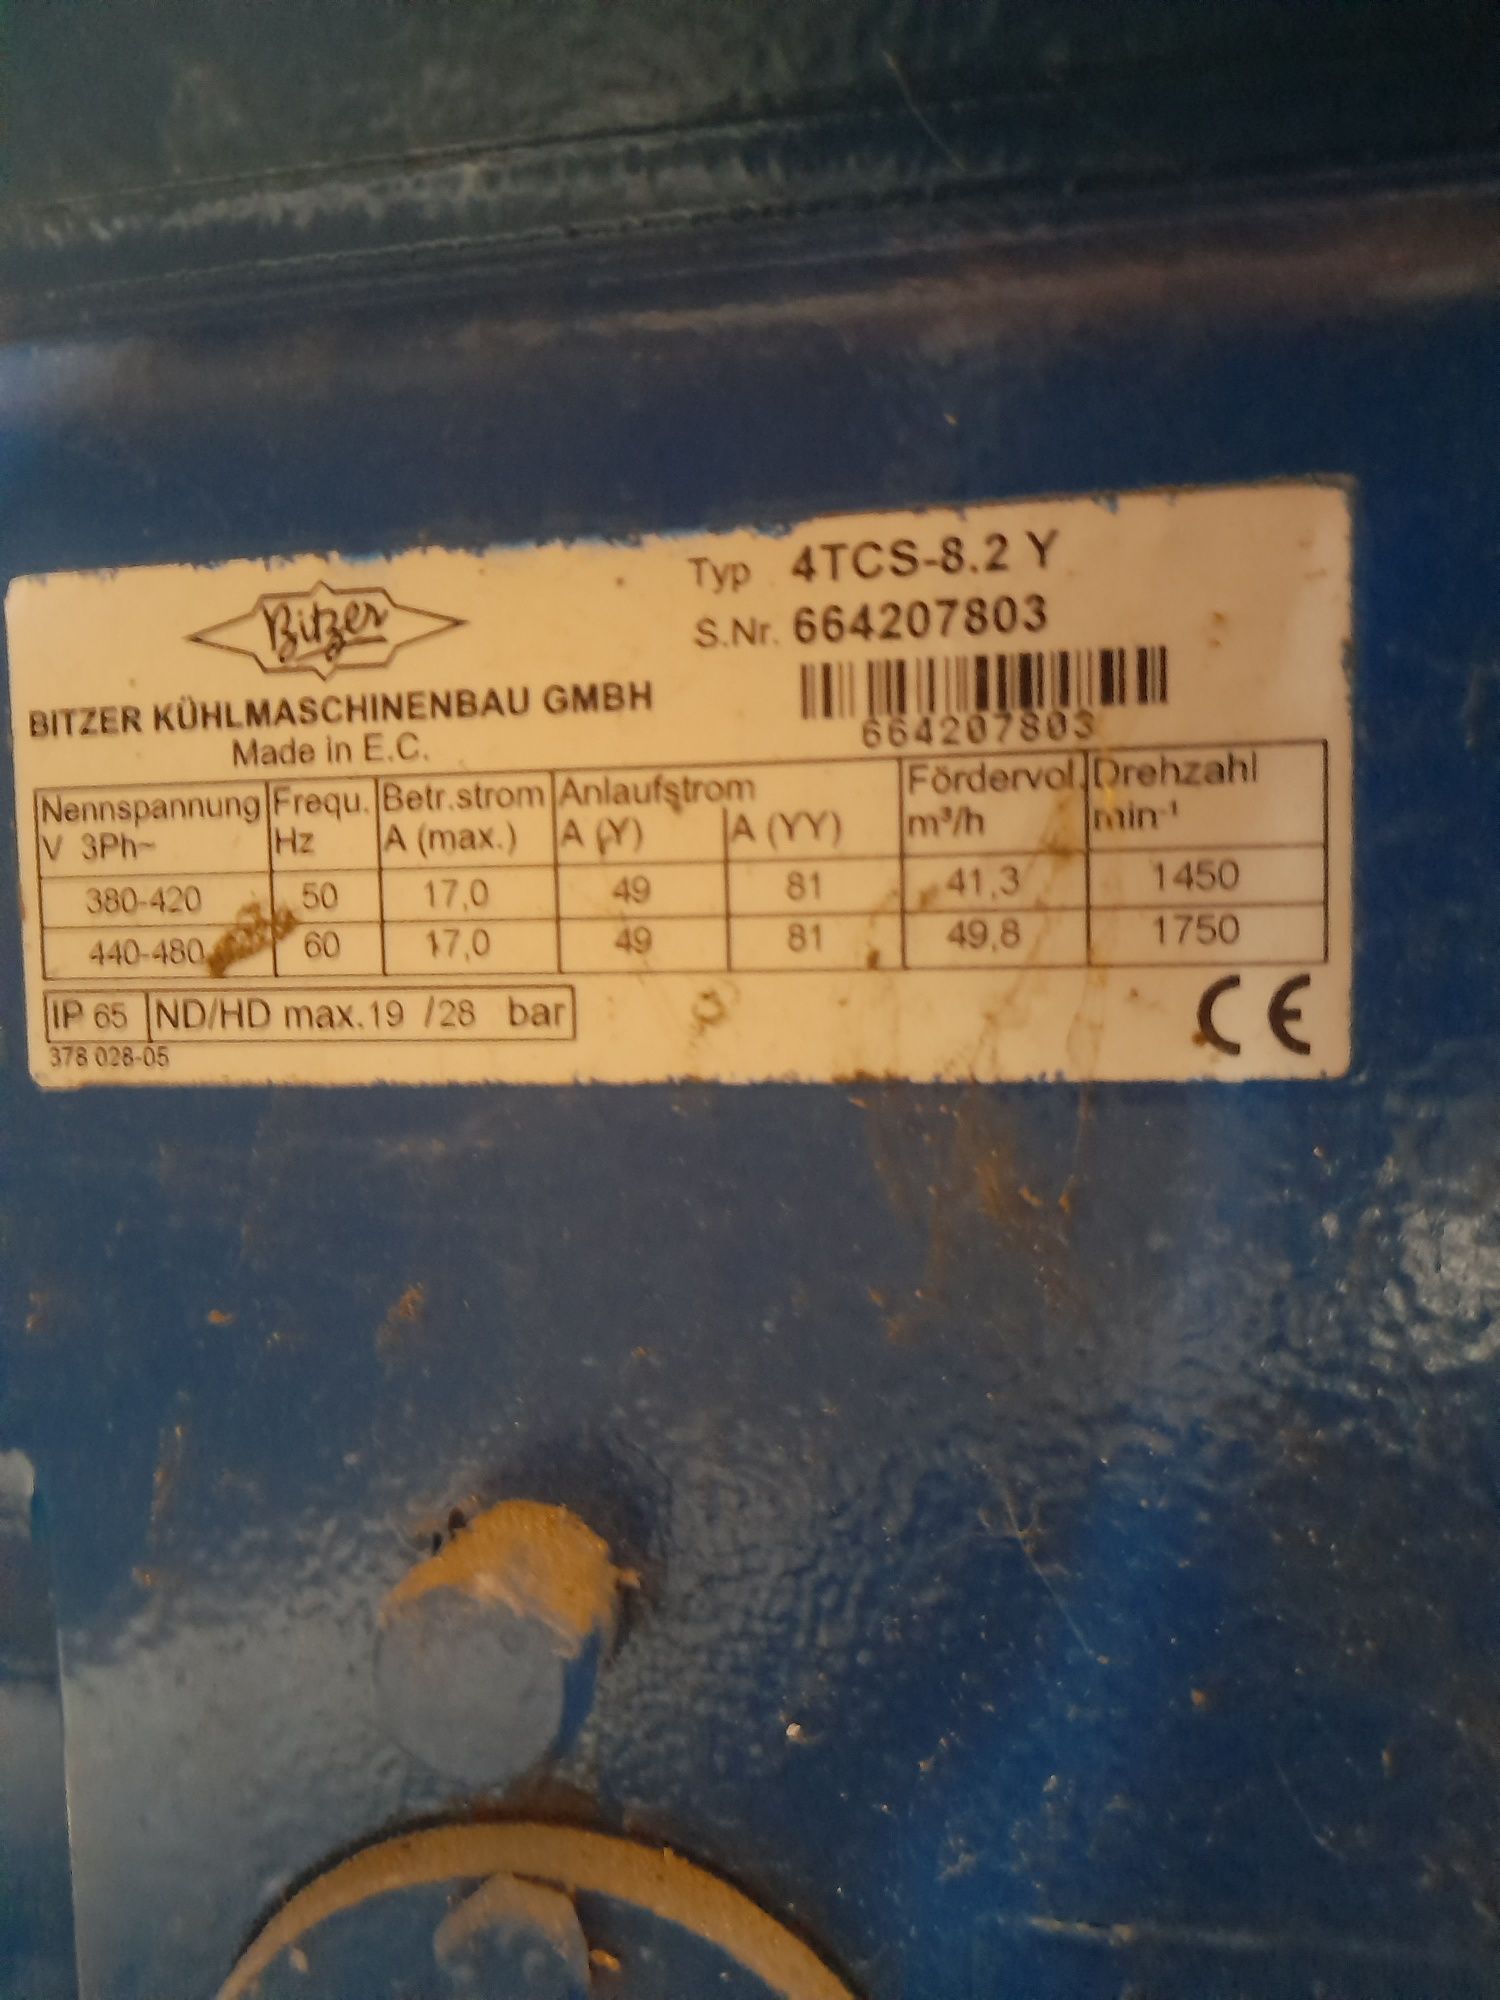 Bitzer
Typ 4TCS-8.2 Y
S.Nr. 664207803
664207803
BITZER KÜHLMASCHINENBAU GMBH
Made in E.C.
Nennspannung V 3Ph~ Frequ. Hz Betr.strom A (max.) Anlaufstrom A (Y) A (YY) Fördervol. m³/h Drehzahl min-¹
380-420 50 17,0 49 81 41,3 1450
440-480 60 17,0 49 81 49,8 1750
IP 65 ND/HD max.19 /28 bar
378 028-05
CE